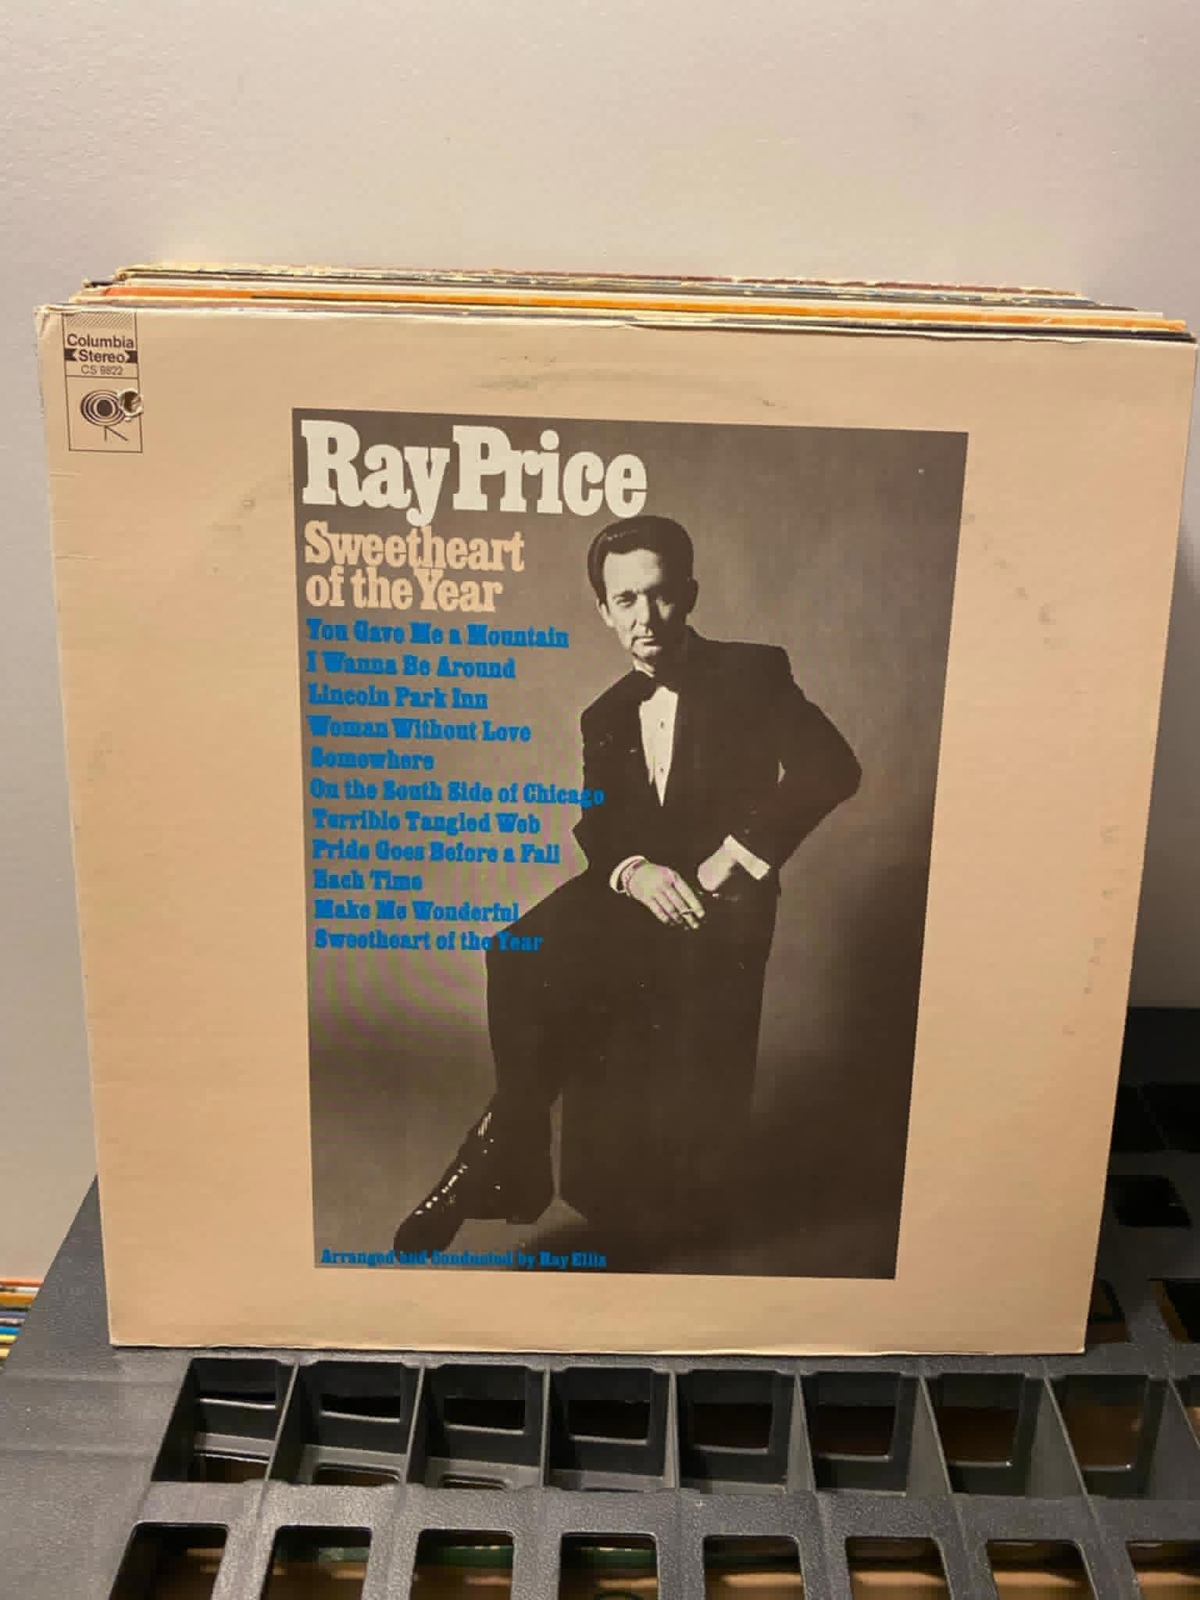 Columbia
Stereo
CS 9822
Ray Price
Sweetheart
of the Year
You Gave Me a Mountain
I Wanna Be Around
Lincoln Park Inn
Woman Without Love
Somewhere
On the South Side of Chicago
Terrible Tangled Web
Pride Goes Before a Fall
Each Time
Make Me Wonderful
Sweetheart of the Year
Arranged and Conducted by Ray Ellis